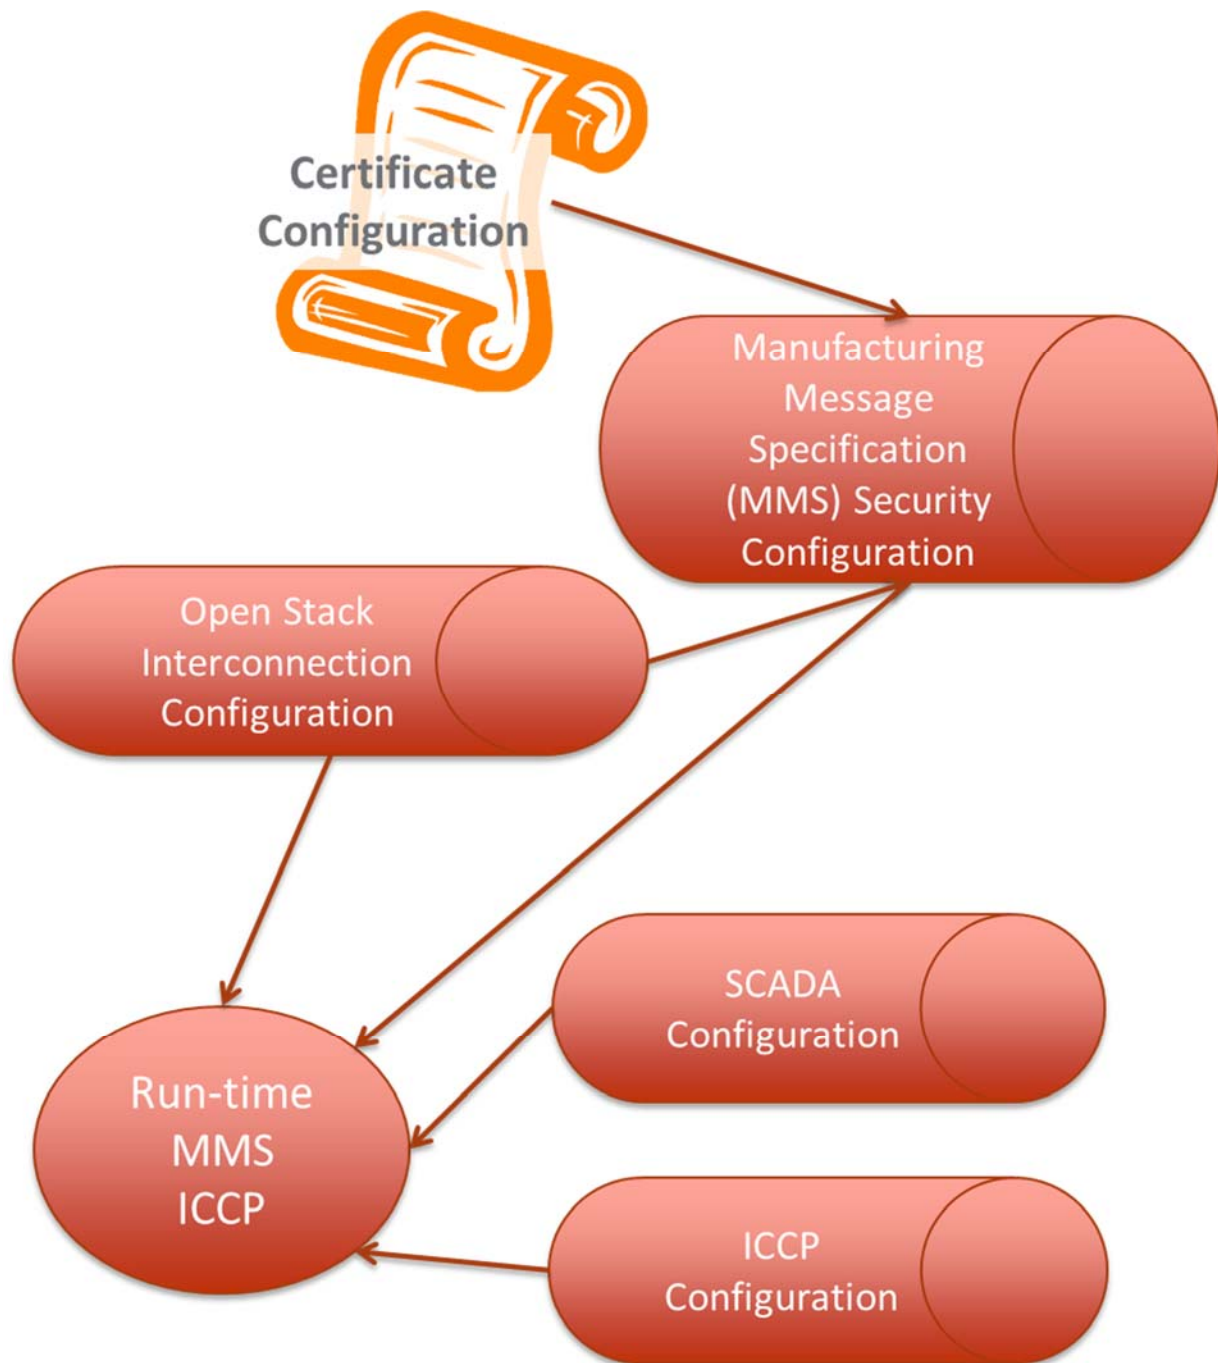 Certificate
Configuration
Manufacturing
Message
Specification
(MMS) Security
Configuration
Open Stack
Interconnection
Configuration
SCADA
Configuration
Run-time
MMS
ICCP
ICCP
Configuration